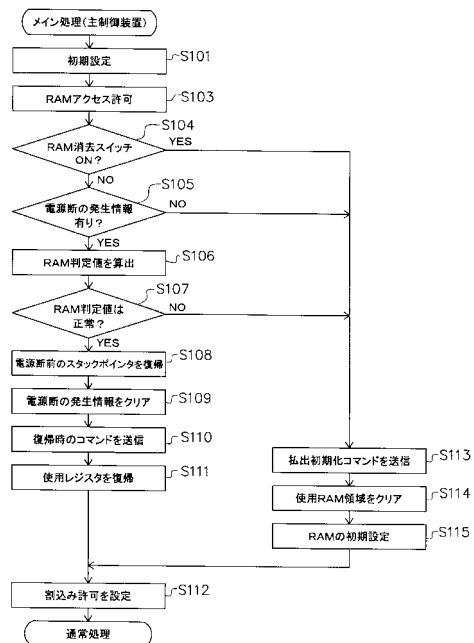 メイン処理(主制御装置)
初期設定
S101
RAMアクセス許可
S103
S104
RAM消去スイッチ
ON?
YES
NO
S105
電源断の発生情報
有り?
NO
YES
RAM判定値を算出
S106
S107
RAM判定値は
正常?
NO
YES
電源断前のスタックポインタを復帰
S108
電源断の発生情報をクリア
S109
復帰時のコマンドを送信
S110
使用レジスタを復帰
S111
払出初期化コマンドを送信
S113
使用RAM領域をクリア
S114
RAMの初期設定
S115
割込み許可を設定
S112
通常処理